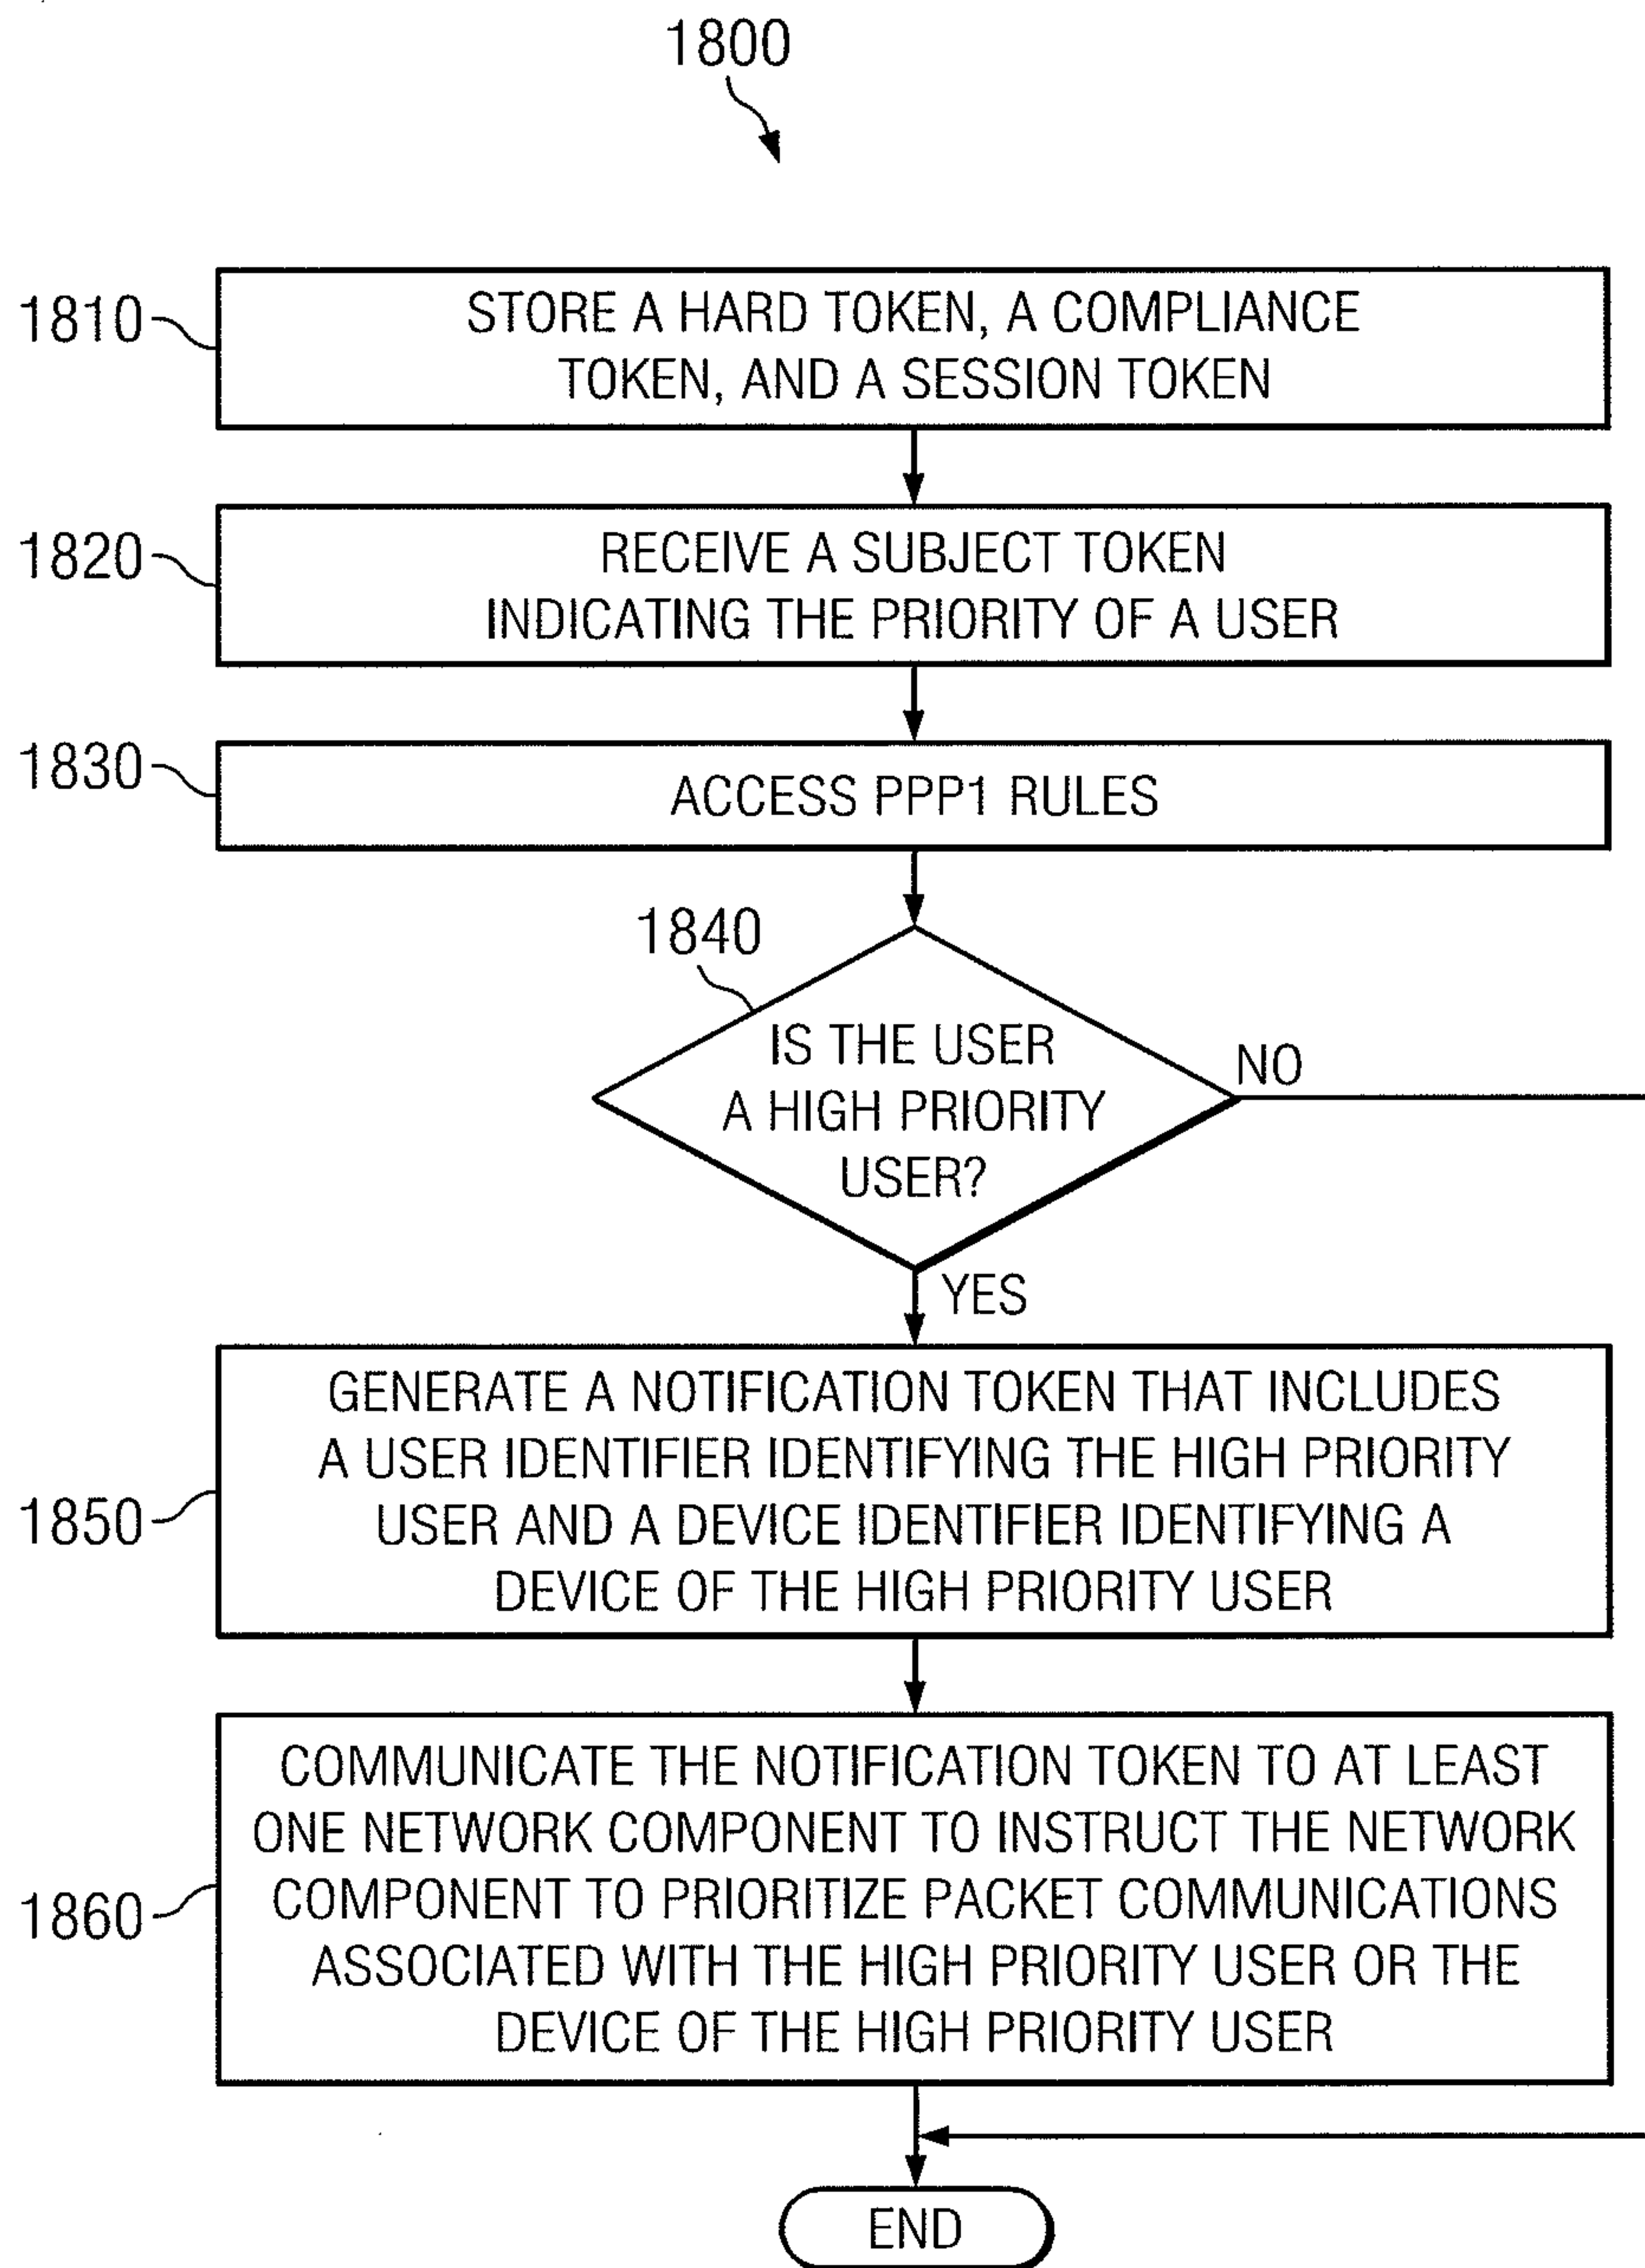 1800
1810
STORE A HARD TOKEN, A COMPLIANCE
TOKEN, AND A SESSION TOKEN
1820
RECEIVE A SUBJECT TOKEN
INDICATING THE PRIORITY OF A USER
1830
ACCESS PPP1 RULES
1840
IS THE USER
A HIGH PRIORITY
USER?
NO
YES
1850
GENERATE A NOTIFICATION TOKEN THAT INCLUDES
A USER IDENTIFIER IDENTIFYING THE HIGH PRIORITY
USER AND A DEVICE IDENTIFIER IDENTIFYING A
DEVICE OF THE HIGH PRIORITY USER
1860
COMMUNICATE THE NOTIFICATION TOKEN TO AT LEAST
ONE NETWORK COMPONENT TO INSTRUCT THE NETWORK
COMPONENT TO PRIORITIZE PACKET COMMUNICATIONS
ASSOCIATED WITH THE HIGH PRIORITY USER OR THE
DEVICE OF THE HIGH PRIORITY USER
END